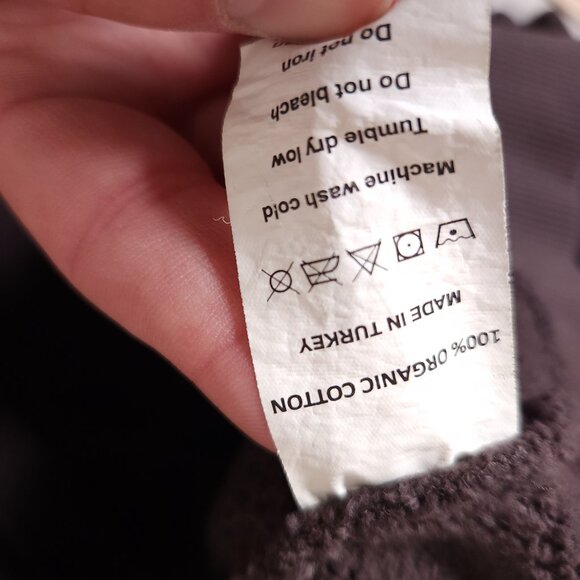 100% ORGANIC COTTON
MADE IN TURKEY
Machine wash cold
Tumble dry low
Do not bleach
Do not iron